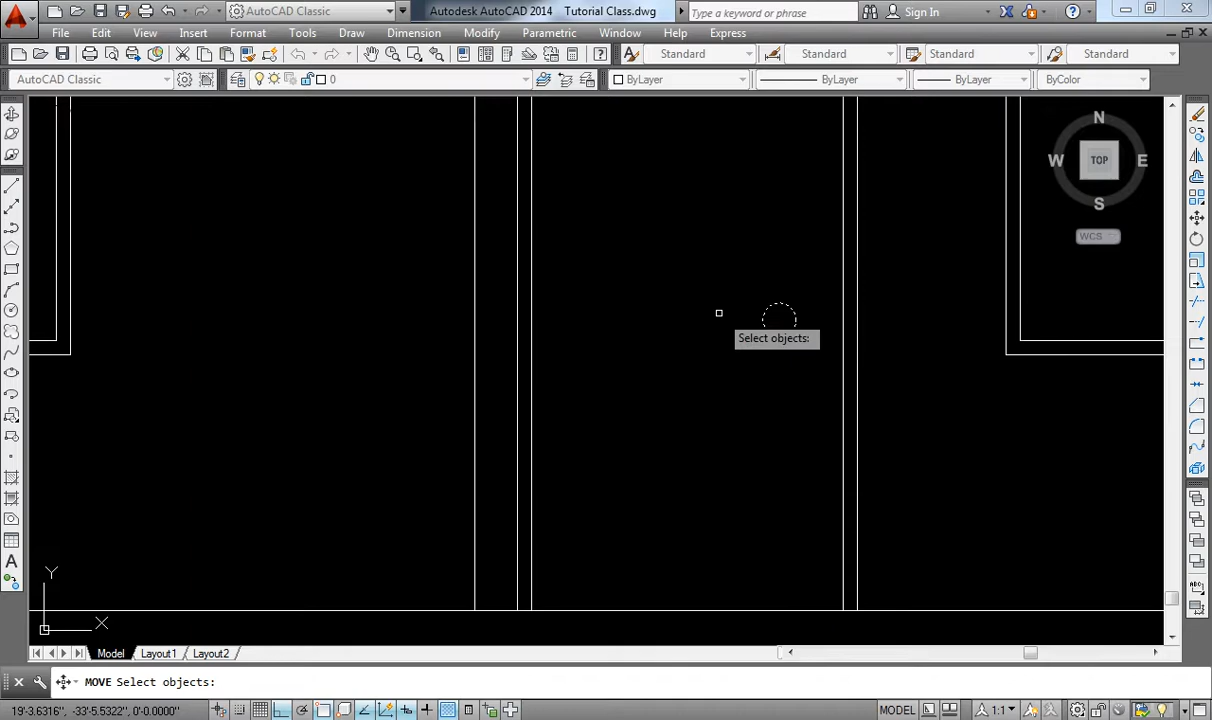 AutoCAD Classic
Autodesk AutoCAD 2014 Tutorial Class.dwg
Type a keyword or phrase
Sign In
File Edit View Insert Format Tools Draw Dimension Modify Parametric Window Help Express
Standard Standard Standard Standard
AutoCAD Classic 0 ByLayer ByLayer ByLayer ByColor
N
W TOP E
S
WCS
Select objects:
Y
X
A
Model Layout1 Layout2
MOVE Select objects:
19'-3.6316", -33'-5.5322", 0'-0.0000" MODEL 1:1